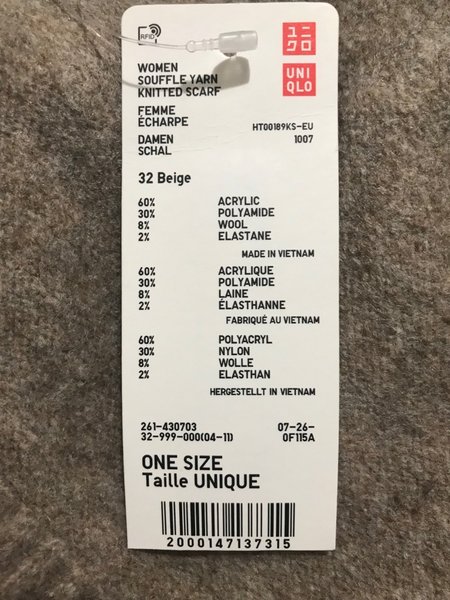 RFID
ユニ
クロ
UNI
QLO
WOMEN
SOUFFLE YARN
KNITTED SCARF
FEMME
ÉCHARPE
HT00189KS-EU
DAMEN
1007
SCHAL
32 Beige
60% ACRYLIC
30% POLYAMIDE
8% WOOL
2% ELASTANE
MADE IN VIETNAM
60% ACRYLIQUE
30% POLYAMIDE
8% LAINE
2% ÉLASTHANNE
FABRIQUÉ AU VIETNAM
60% POLYACRYL
30% NYLON
8% WOLLE
2% ELASTHAN
HERGESTELLT IN VIETNAM
261-430703 07-26-
32-999-000(04-11) 0F115A
ONE SIZE
Taille UNIQUE
2000147137315